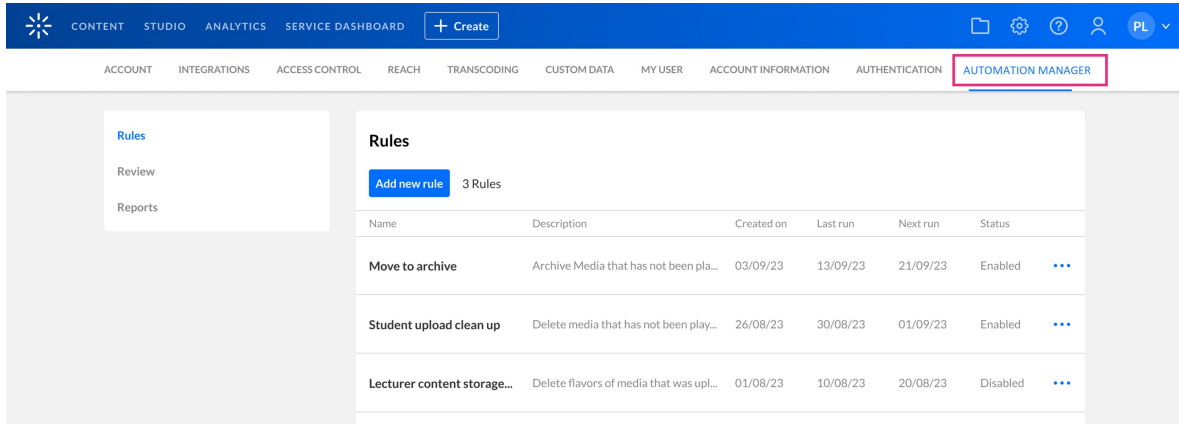 CONTENT STUDIO ANALYTICS SERVICE DASHBOARD + Create PL
ACCOUNT INTEGRATIONS ACCESS CONTROL REACH TRANSCODING CUSTOM DATA MY USER ACCOUNT INFORMATION AUTHENTICATION AUTOMATION MANAGER
Rules
Review
Reports
Rules
Add new rule 3 Rules
Name Description Created on Last run Next run Status
Move to archive Archive Media that has not been pla... 03/09/23 13/09/23 21/09/23 Enabled
Student upload clean up Delete media that has not been play... 26/08/23 30/08/23 01/09/23 Enabled
Lecturer content storage... Delete flavors of media that was upl... 01/08/23 10/08/23 20/08/23 Disabled